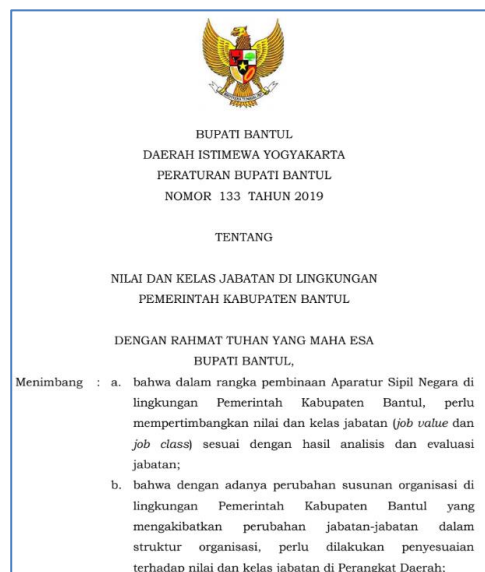 BUPATI BANTUL
DAERAH ISTIMEWA YOGYAKARTA
PERATURAN BUPATI BANTUL
NOMOR 133 TAHUN 2019
TENTANG
NILAI DAN KELAS JABATAN DI LINGKUNGAN
PEMERINTAH KABUPATEN BANTUL
DENGAN RAHMAT TUHAN YANG MAHA ESA
BUPATI BANTUL,
Menimbang : a. bahwa dalam rangka pembinaan Aparatur Sipil Negara di
lingkungan Pemerintah Kabupaten Bantul, perlu
mempertimbangkan nilai dan kelas jabatan (job value dan
job class) sesuai dengan hasil analisis dan evaluasi
jabatan;
b. bahwa dengan adanya perubahan susunan organisasi di
lingkungan Pemerintah Kabupaten Bantul yang
mengakibatkan perubahan jabatan-jabatan dalam
struktur organisasi, perlu dilakukan penyesuaian
terhadap nilai dan kelas jabatan di Perangkat Daerah;